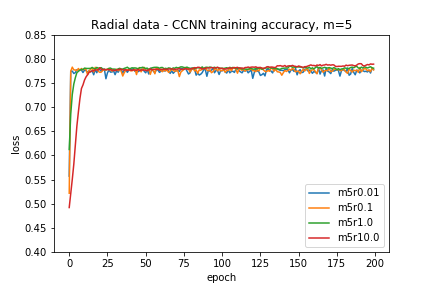 Radial data - CCNN training accuracy, m=5
0.85
0.80
0.75
0.70
0.65
0.60
0.55
0.50
0.45
0.40
loss
m5r0.01
m5r0.1
m5r1.0
m5r10.0
0 25 50 75 100 125 150 175 200
epoch